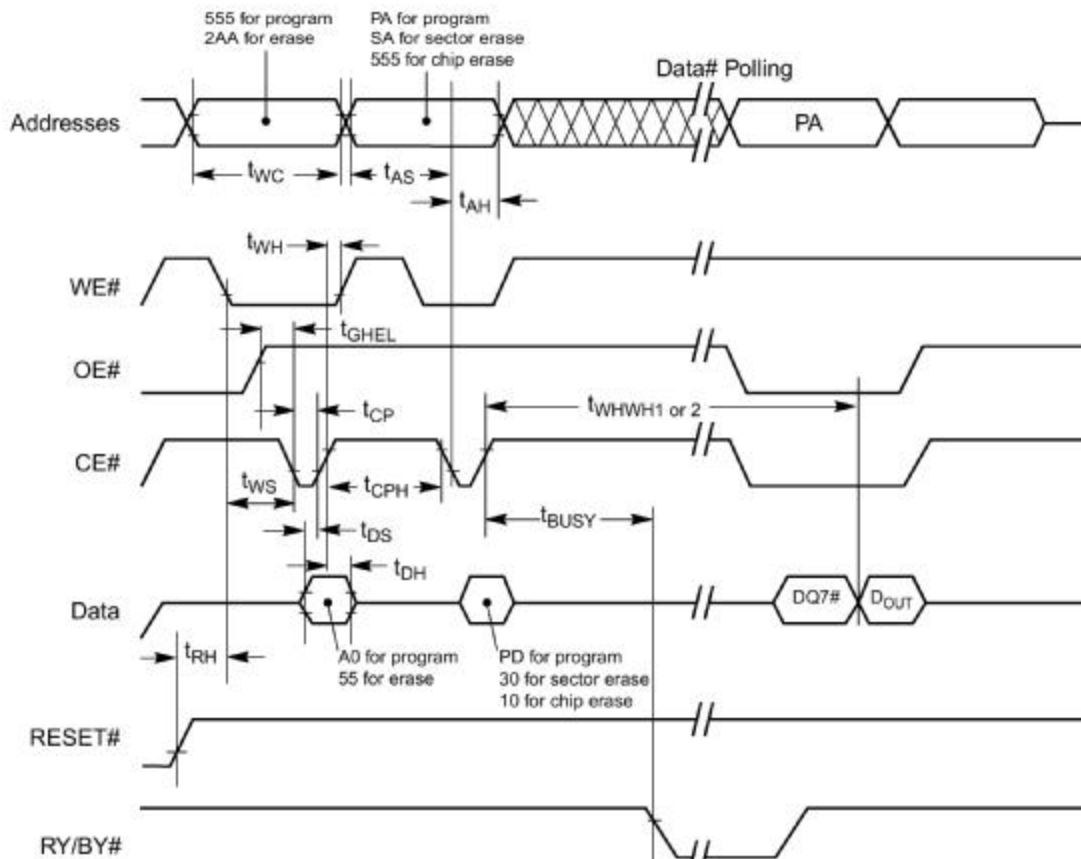 555 for program
2AA for erase
PA for program
SA for sector erase
555 for chip erase
Data# Polling
Addresses
PA
tWC
tAS
tAH
tWH
WE#
tGHEL
OE#
tCP
tWHWH1 or 2
CE#
tWS
tCPH
tBUSY
tDS
tDH
Data
DQ7#
DOUT
tRH
A0 for program
55 for erase
PD for program
30 for sector erase
10 for chip erase
RESET#
RY/BY#